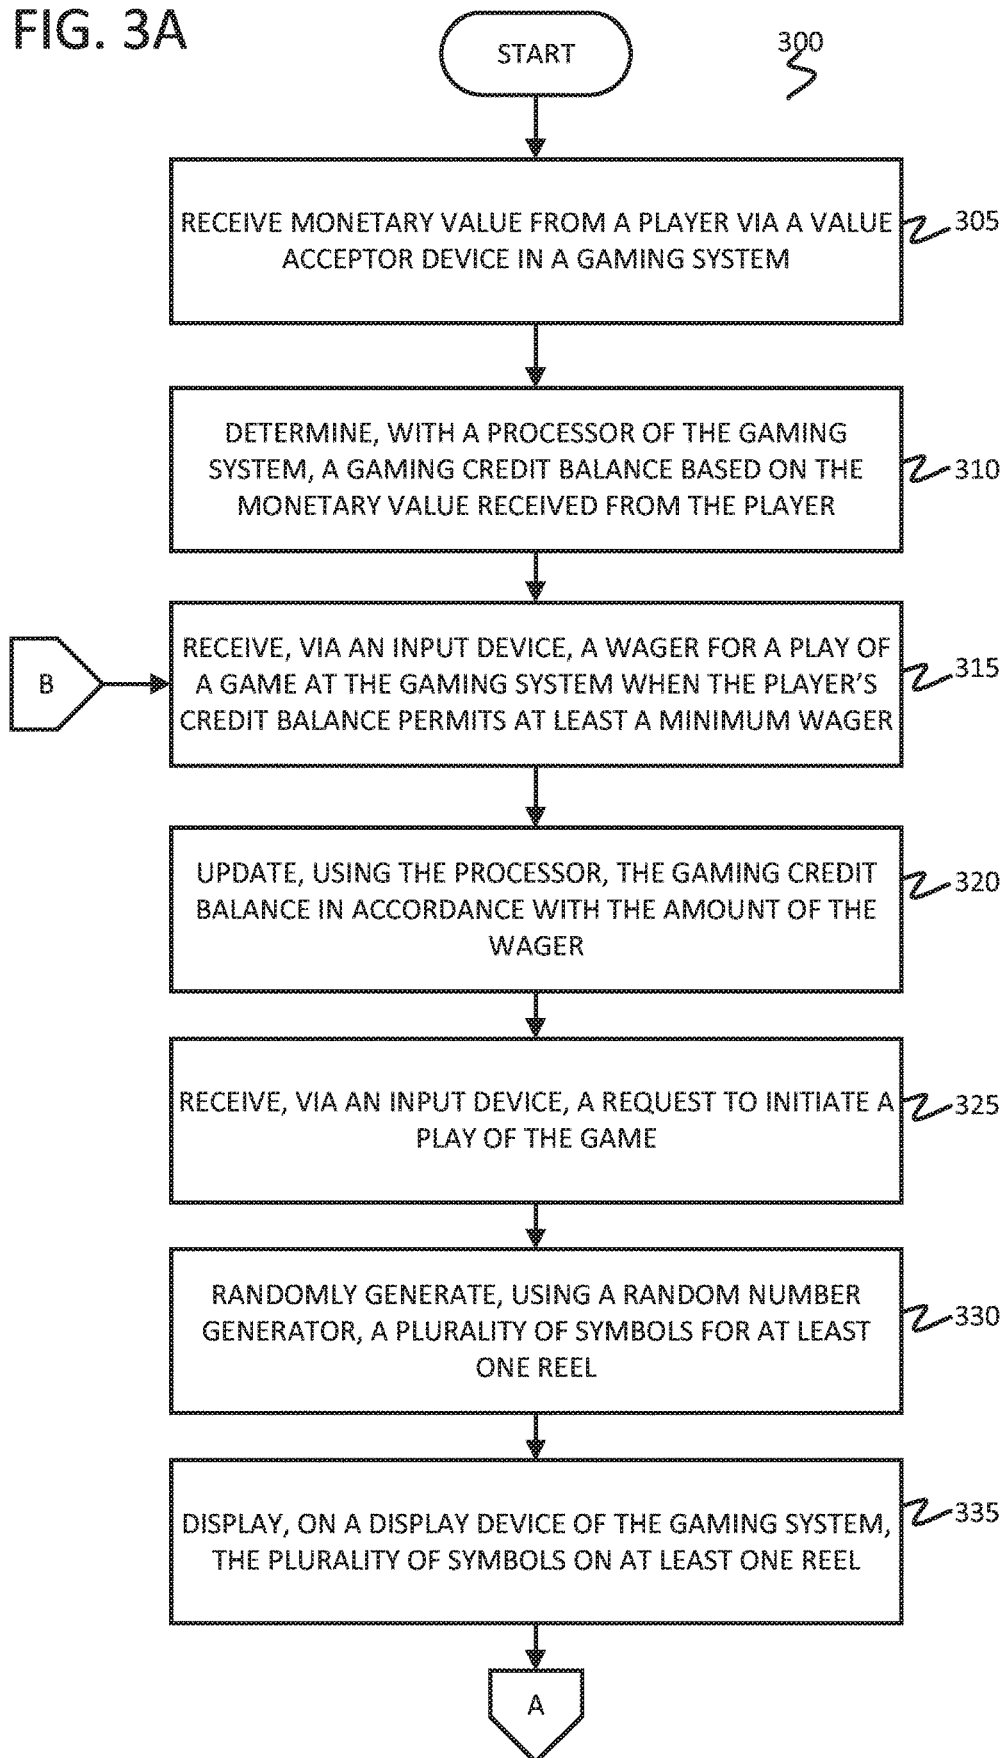 FIG. 3A
START
300
RECEIVE MONETARY VALUE FROM A PLAYER VIA A VALUE
ACCEPTOR DEVICE IN A GAMING SYSTEM
305
DETERMINE, WITH A PROCESSOR OF THE GAMING
SYSTEM, A GAMING CREDIT BALANCE BASED ON THE
MONETARY VALUE RECEIVED FROM THE PLAYER
310
B
RECEIVE, VIA AN INPUT DEVICE, A WAGER FOR A PLAY OF
A GAME AT THE GAMING SYSTEM WHEN THE PLAYER'S
CREDIT BALANCE PERMITS AT LEAST A MINIMUM WAGER
315
UPDATE, USING THE PROCESSOR, THE GAMING CREDIT
BALANCE IN ACCORDANCE WITH THE AMOUNT OF THE
WAGER
320
RECEIVE, VIA AN INPUT DEVICE, A REQUEST TO INITIATE A
PLAY OF THE GAME
325
RANDOMLY GENERATE, USING A RANDOM NUMBER
GENERATOR, A PLURALITY OF SYMBOLS FOR AT LEAST
ONE REEL
330
DISPLAY, ON A DISPLAY DEVICE OF THE GAMING SYSTEM,
THE PLURALITY OF SYMBOLS ON AT LEAST ONE REEL
335
A